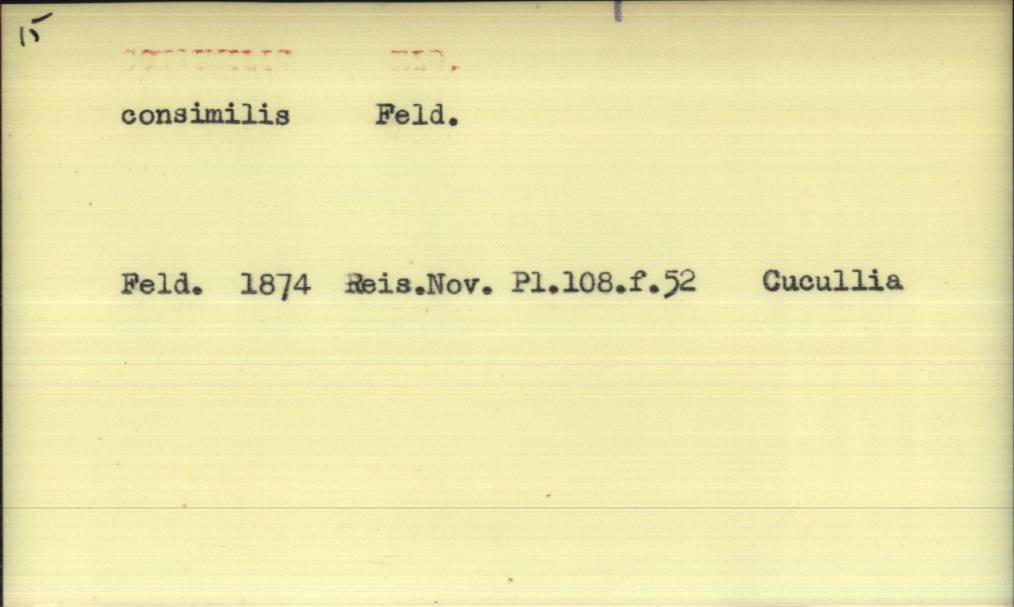 15
consimilis Feld.
Feld. 1874 Reis.Nov. Pl.108.f.52 Cucullia